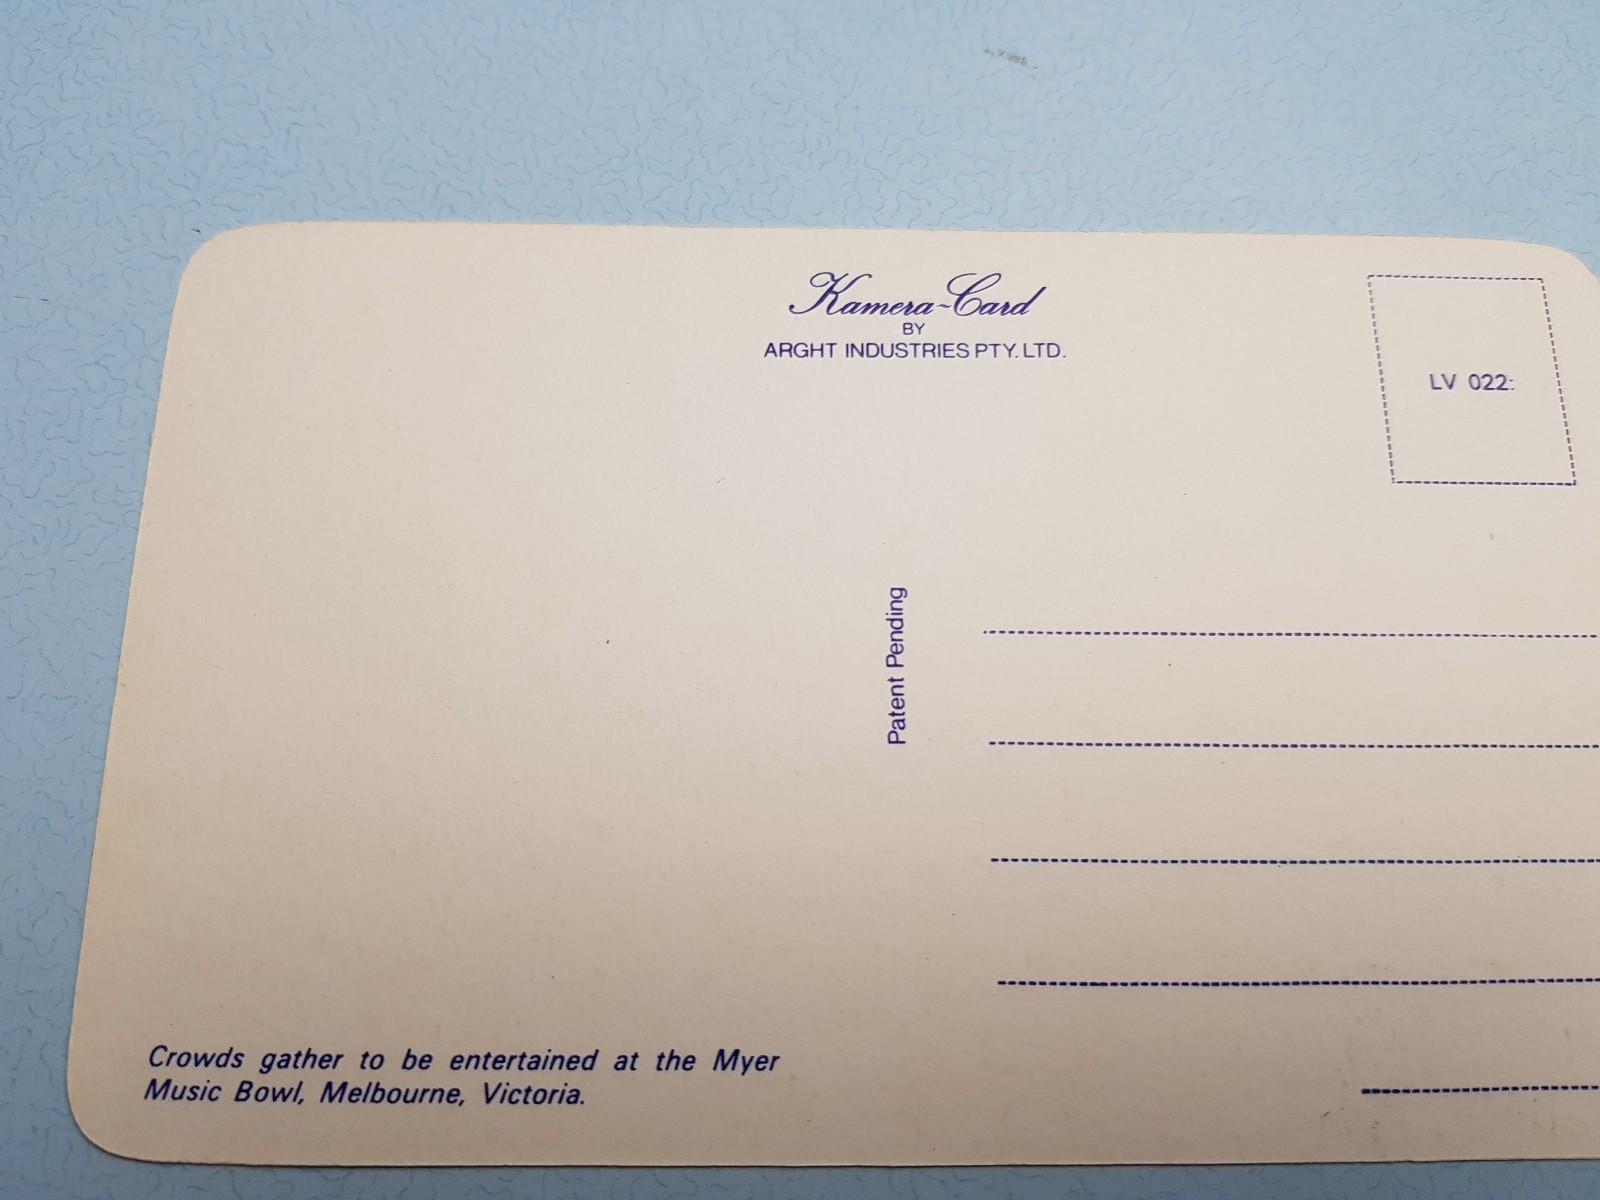 Kamera-Card
BY
ARGHT INDUSTRIES PTY. LTD.
LV 022:
Patent Pending
Crowds gather to be entertained at the Myer
Music Bowl, Melbourne, Victoria.